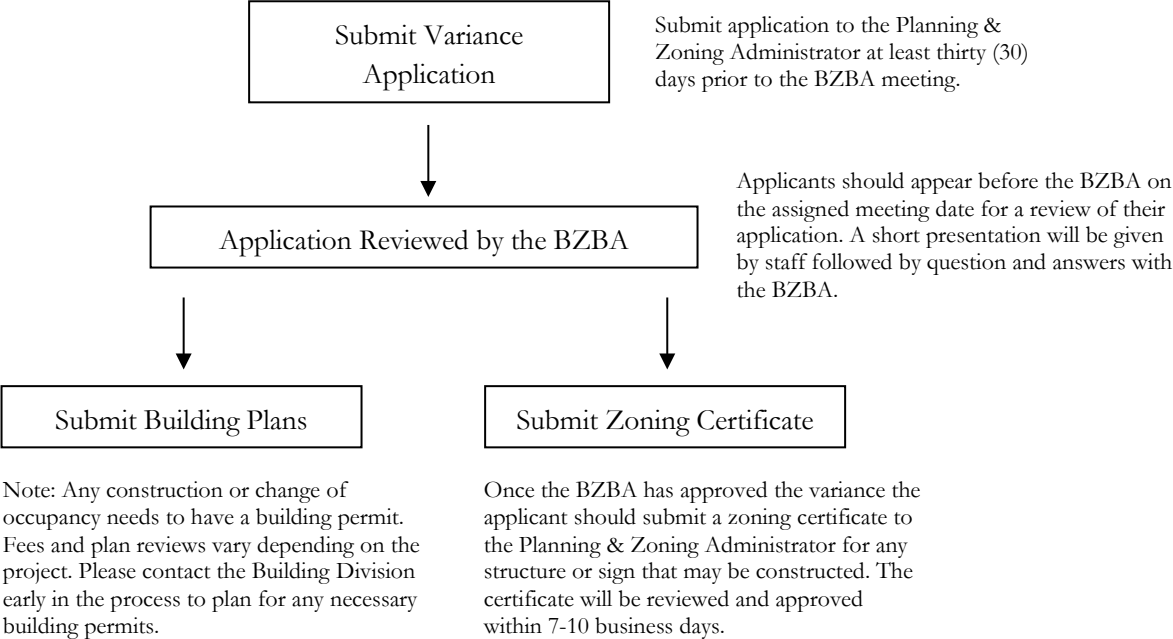 Submit Variance
Application
Submit application to the Planning &
Zoning Administrator at least thirty (30)
days prior to the BZBA meeting.
Application Reviewed by the BZBA
Applicants should appear before the BZBA on
the assigned meeting date for a review of their
application. A short presentation will be given
by staff followed by question and answers with
the BZBA.
Submit Building Plans
Note: Any construction or change of
occupancy needs to have a building permit.
Fees and plan reviews vary depending on the
project. Please contact the Building Division
early in the process to plan for any necessary
building permits.
Submit Zoning Certificate
Once the BZBA has approved the variance the
applicant should submit a zoning certificate to
the Planning & Zoning Administrator for any
structure or sign that may be constructed. The
certificate will be reviewed and approved
within 7-10 business days.